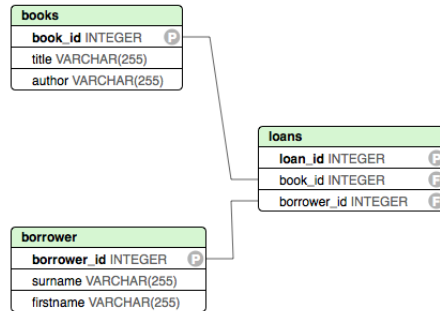 books
book_id INTEGER P
title VARCHAR(255)
author VARCHAR(255)
loans
loan_id INTEGER P
book_id INTEGER F
borrower_id INTEGER F
borrower
borrower_id INTEGER P
surname VARCHAR(255)
firstname VARCHAR(255)